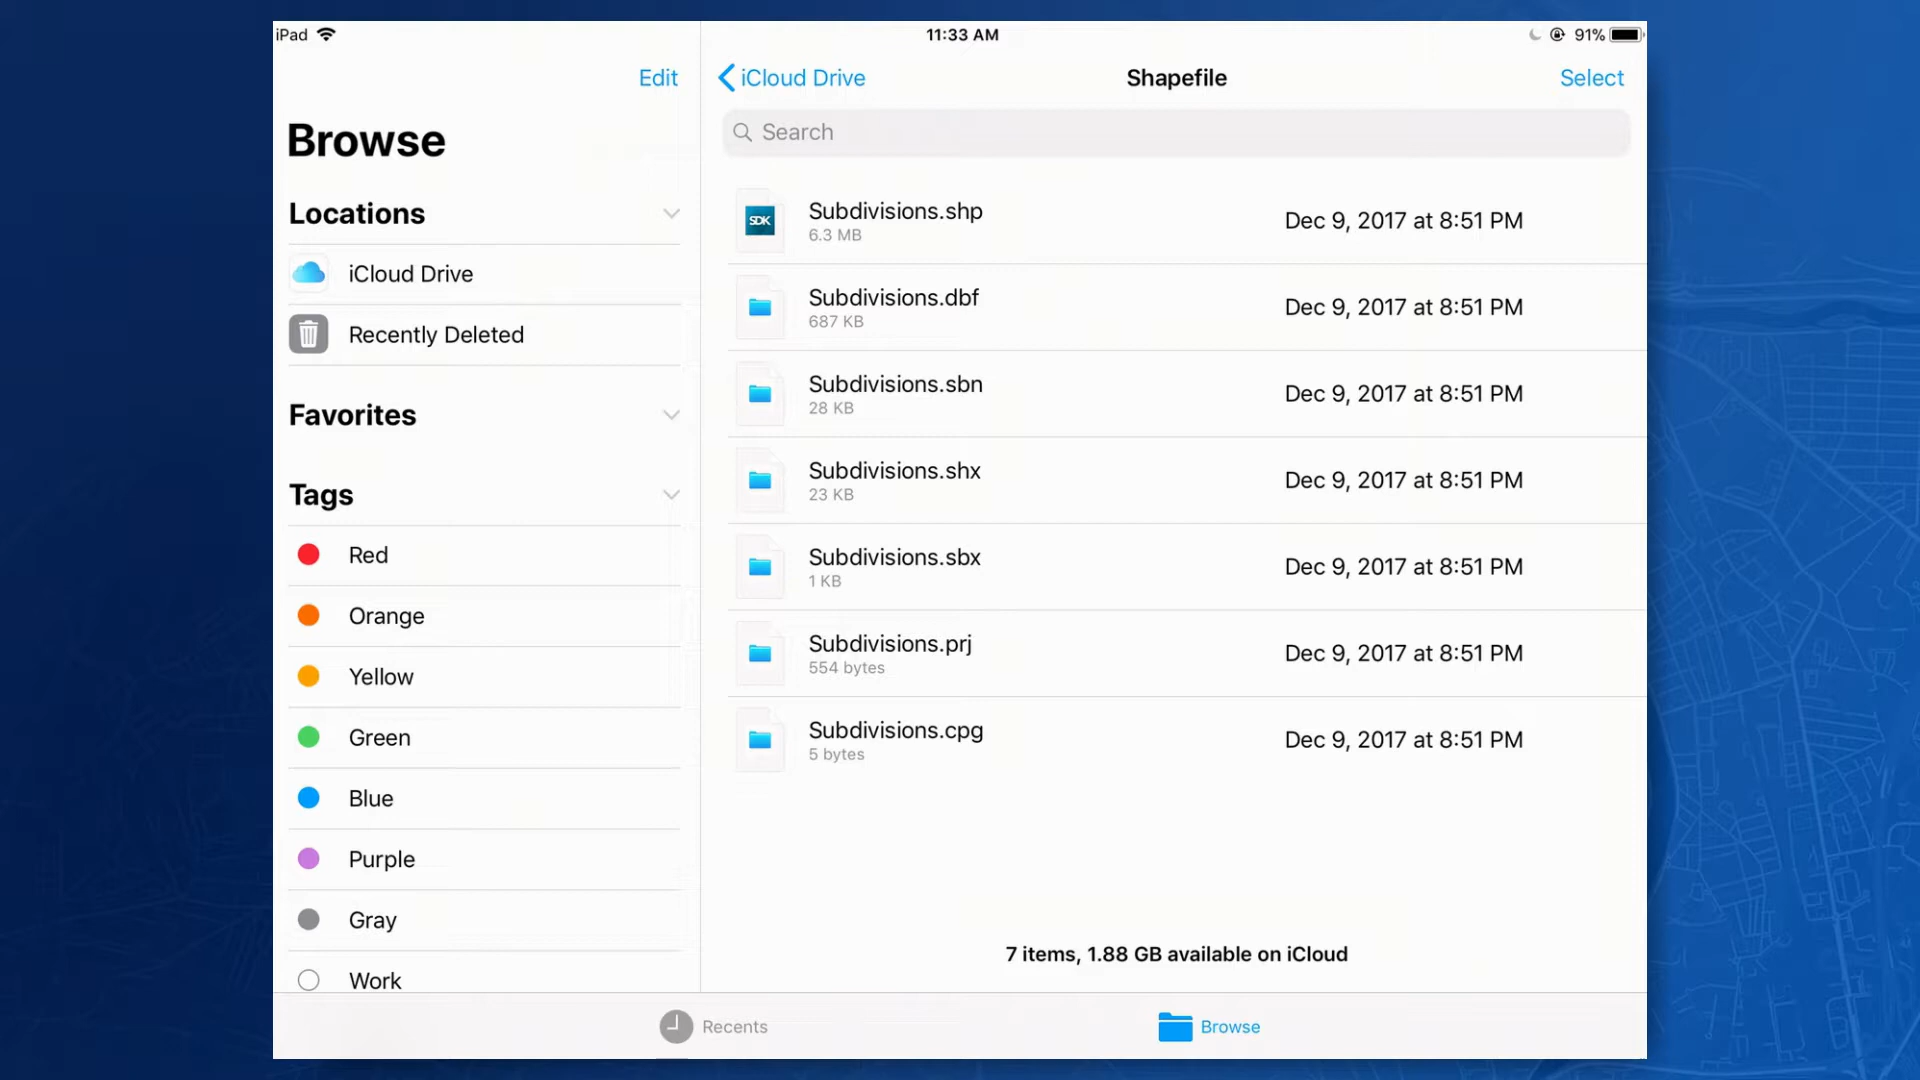 iPad
11:33 AM
91%
Edit
iCloud Drive
Shapefile
Select
Browse
Search
Locations
iCloud Drive
Recently Deleted
Favorites
Tags
Red
Orange
Yellow
Green
Blue
Purple
Gray
Work
SDK
Subdivisions.shp
6.3 MB
Dec 9, 2017 at 8:51 PM
Subdivisions.dbf
687 KB
Dec 9, 2017 at 8:51 PM
Subdivisions.sbn
28 KB
Dec 9, 2017 at 8:51 PM
Subdivisions.shx
23 KB
Dec 9, 2017 at 8:51 PM
Subdivisions.sbx
1 KB
Dec 9, 2017 at 8:51 PM
Subdivisions.prj
554 bytes
Dec 9, 2017 at 8:51 PM
Subdivisions.cpg
5 bytes
Dec 9, 2017 at 8:51 PM
7 items, 1.88 GB available on iCloud
Recents
Browse